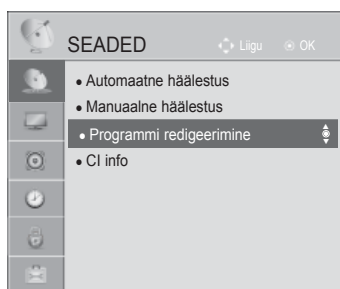 SEADED
Liigu
OK
• Automaatne häälestus
• Manuaalne häälestus
• Programmi redigeerimine
• CI info